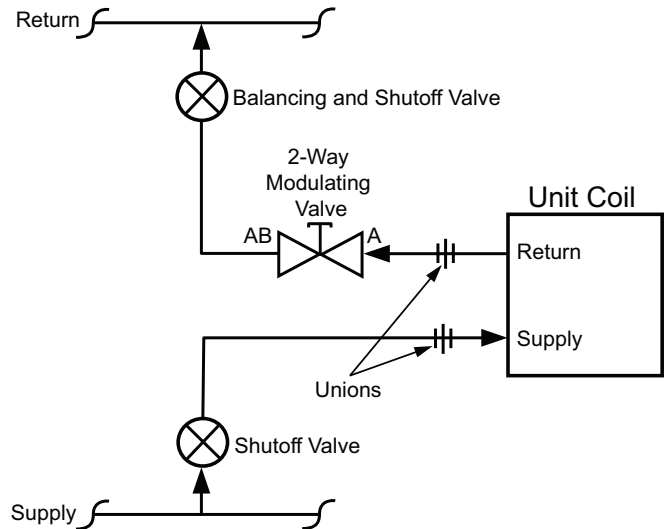 Return
Balancing and Shutoff Valve
2-Way
Modulating
Valve
Unit Coil
AB
A
Return
Supply
Unions
Shutoff Valve
Supply